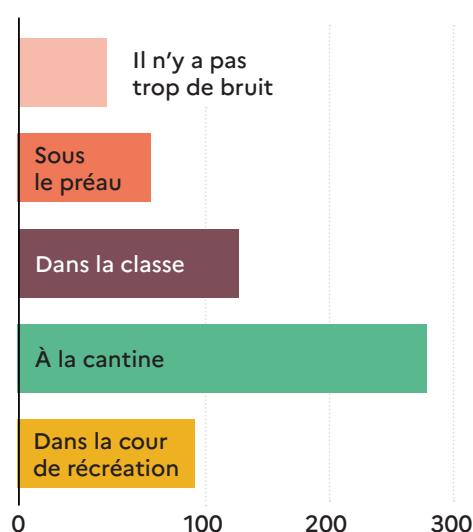 Il n'y a pas
trop de bruit
Sous
le préau
Dans la classe
À la cantine
Dans la cour
de récréation
0 100 200 300